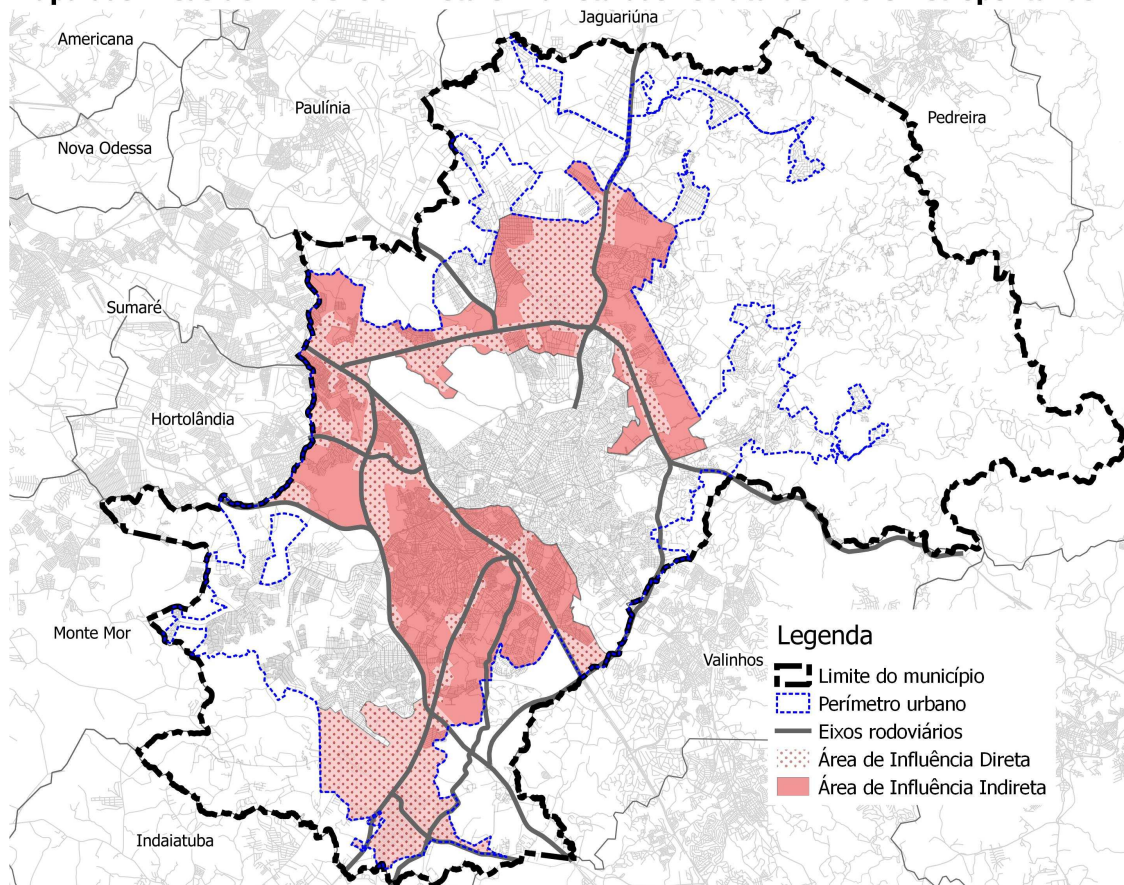 Jaguariúna
Americana
Paulínia
Pedreira
Nova Odessa
Sumaré
Hortolândia
Monte Mor
Valinhos
Indaiatuba
Legenda
Limite do município
Perímetro urbano
Eixos rodoviários
Área de Influência Direta
Área de Influência Indireta